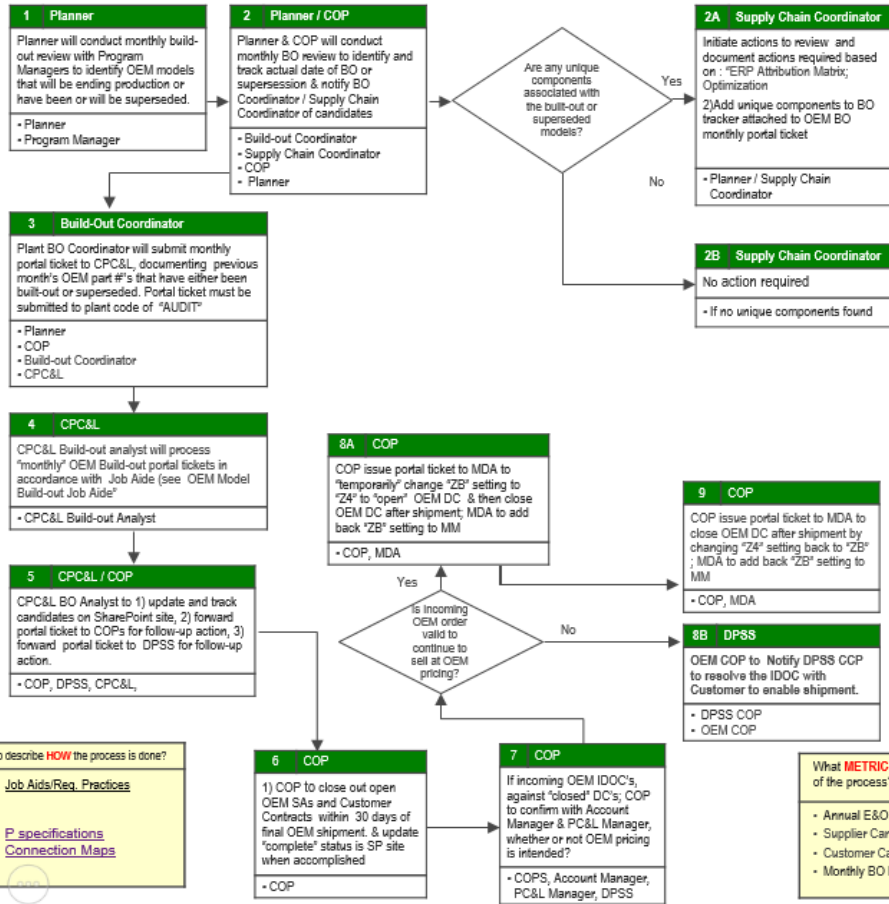 1 Planner
Planner will conduct monthly build-
out review with Program
Managers to identify OEM models
that will be ending production or
have been or will be superseded.
- Planner
- Program Manager
2 Planner / COP
Planner & COP will conduct
monthly BO review to identify and
track actual date of BO or
supersession & notify BO
Coordinator / Supply Chain
Coordinator of candidates
- Build-out Coordinator
- Supply Chain Coordinator
- COP
- Planner
Are any unique
components
associated with
the built-out or
superseded
models?
Yes
No
2A Supply Chain Coordinator
Initiate actions to review and
document actions required based
on : "ERP Attribution Matrix;
Optimization
2)Add unique components to BO
tracker attached to OEM BO
monthly portal ticket
- Planner / Supply Chain
Coordinator
2B Supply Chain Coordinator
No action required
- If no unique components found
3 Build-Out Coordinator
Plant BO Coordinator will submit monthly
portal ticket to CPC&L, documenting previous
month's OEM part #"s that have either been
built-out or superseded. Portal ticket must be
submitted to plant code of "AUDIT"
- Planner
- COP
- Build-out Coordinator
- CPC&L
4 CPC&L
CPC&L Build-out analyst will process
"monthly" OEM Build-out portal tickets in
accordance with Job Aide (see OEM Model
Build-out Job Aide"
- CPC&L Build-out Analyst
5 CPC&L / COP
CPC&L BO Analyst to 1) update and track
candidates on SharePoint site, 2) forward
portal ticket to COPs for follow-up action, 3)
forward portal ticket to DPSS for follow-up
action.
- COP, DPSS, CPC&L,
8A COP
COP issue portal ticket to MDA to
"temporarily" change "ZB" setting to
"Z4" to "open" OEM DC & then close
OEM DC after shipment; MDA to add
back "ZB" setting to MM
- COP, MDA
Yes
Is incoming
OEM order
valid to
continue to
sell at OEM
pricing?
No
9 COP
COP issue portal ticket to MDA to
close OEM DC after shipment by
changing "Z4" setting back to "ZB"
; MDA to add back "ZB" setting to
MM
- COP, MDA
8B DPSS
OEM COP to Notify DPSS CCP
to resolve the IDOC with
Customer to enable shipment.
- DPSS COP
- OEM COP
6 COP
1) COP to close out open
OEM SAs and Customer
Contracts within 30 days of
final OEM shipment. & update
"complete" status is SP site
when accomplished
- COP
7 COP
If incoming OEM IDOC's,
against "closed" DC's; COP
to confirm with Account
Manager & PC&L Manager,
whether or not OEM pricing
is intended?
- COPS, Account Manager,
PC&L Manager, DPSS
o describe HOW the process is done?
Job Aids/Req. Practices
P specifications
Connection Maps
What METRIC
of the process
- Annual E&O
- Supplier Can
- Customer Ca
- Monthly BO